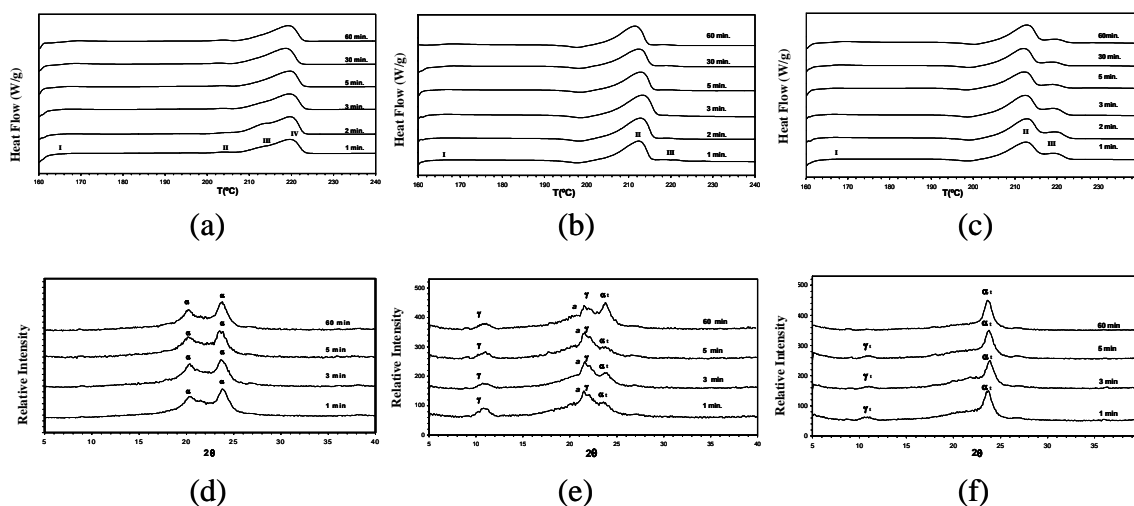 60 min.
30 min.
5 min.
3 min.
2 min.
1 min.
I
II
III
IV
Heat Flow (W/g)
160 170 180 190 200 210 220 230 240
T(ºC)
(a)
60 min.
30 min.
5 min.
3 min.
2 min.
1 min.
I
II
III
Heat Flow (W/g)
160 170 180 190 200 210 220 230 240
T(ºC)
(b)
60min.
30 min.
5 min.
3 min.
2 min.
1 min.
I
II
III
Heat Flow (W/g)
160 170 180 190 200 210 220 230
T(ºC)
(c)
α α
60 min
α α
5 min
α α
3 min
α α
1 min
Relative Intensity
5 10 15 20 25 30 35 40
2θ
(d)
500
400
300
200
100
0
γ a γ α
60 min
γ a γ α
5 min
γ a γ α
3 min
γ a γ α
1 min.
Relative Intensity
5 10 15 20 25 30 35 40
2θ
(e)
500
400
300
200
100
0
α
60 min
γ α
5 min
γ α
3 min
γ α
1 min
Relative Intensity
5 10 15 20 25 30 35
2θ
(f)